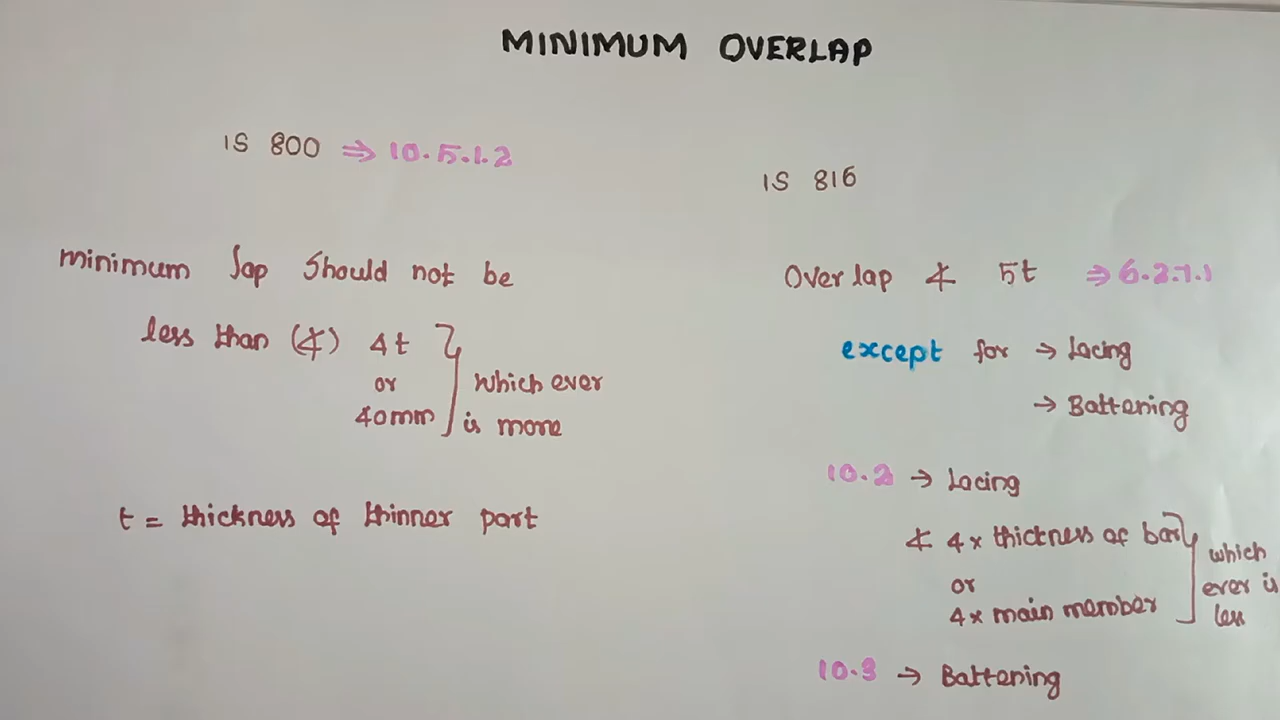 MINIMUM OVERLAP
IS 800 ⇒ 10.5.1.2
minimum lap should not be
less than (≮) 4t
or
40mm
which ever
is more
t = thickness of thinner part
IS 816
Overlap ≮ 5t ⇒ 6.2.7.1
except for → Lacing
→ Battening
10.2 → Lacing
≮ 4x thickness of bar
or
4x main member
which
ever is
less
10.3 → Battening